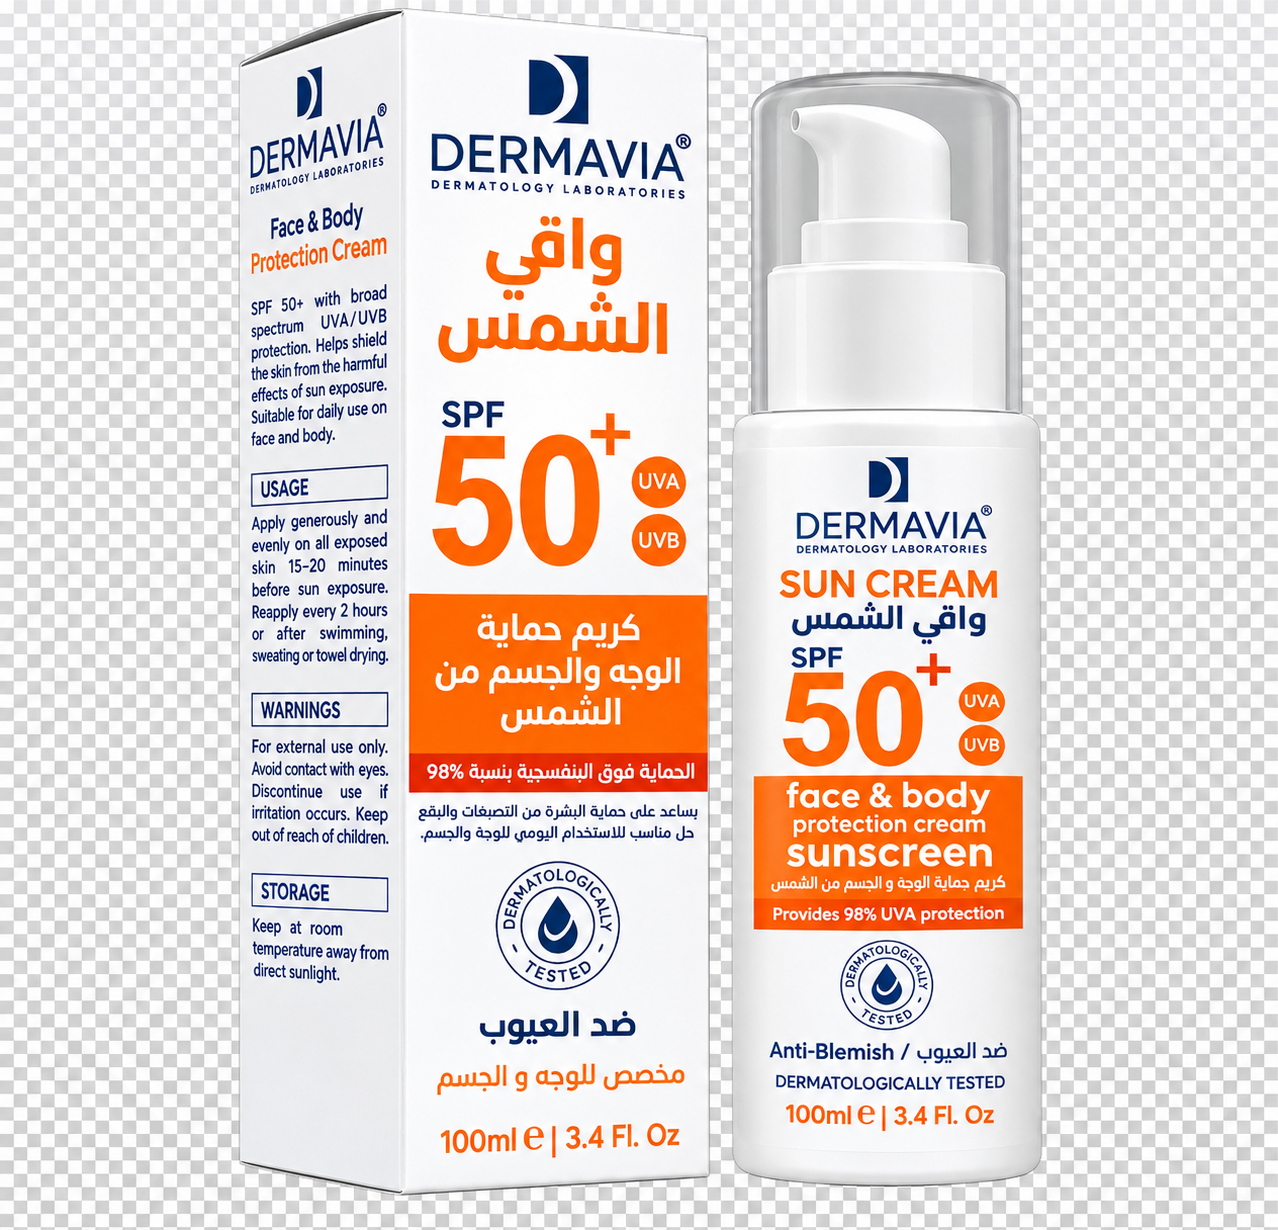 DERMAVIA®
DERMATOLOGY LABORATORIES
Face & Body
Protection Cream
SPF 50+ with broad
spectrum UVA/UVB
protection. Helps shield
the skin from the harmful
effects of sun exposure.
Suitable for daily use on
face and body.
USAGE
Apply generously and
evenly on all exposed
skin 15–20 minutes
before sun exposure.
Reapply every 2 hours
or after swimming,
sweating or towel drying.
WARNINGS
For external use only.
Avoid contact with eyes.
Discontinue use if
irritation occurs. Keep
out of reach of children.
STORAGE
Keep at room
temperature away from
direct sunlight.
DERMAVIA®
DERMATOLOGY LABORATORIES
واقي
الشمس
SPF
50+
UVA
UVB
كريم حماية
الوجه والجسم من
الشمس
الحماية فوق البنفسجية بنسبة 98%
يساعد على حماية البشرة من التصبغات والبقع
حل مناسب للاستخدام اليومي للوجة والجسم.
DERMATOLOGICALLY
- TESTED -
ضد العيوب
مخصص للوجه و الجسم
100ml e | 3.4 Fl. Oz
DERMAVIA®
DERMATOLOGY LABORATORIES
SUN CREAM
واقي الشمس
SPF
50+
UVA
UVB
face & body
protection cream
sunscreen
كريم حماية الوجة و الجسم من الشمس
Provides 98% UVA protection
DERMATOLOGICALLY
- TESTED -
Anti-Blemish / ضد العيوب
DERMATOLOGICALLY TESTED
100ml e | 3.4 Fl. Oz